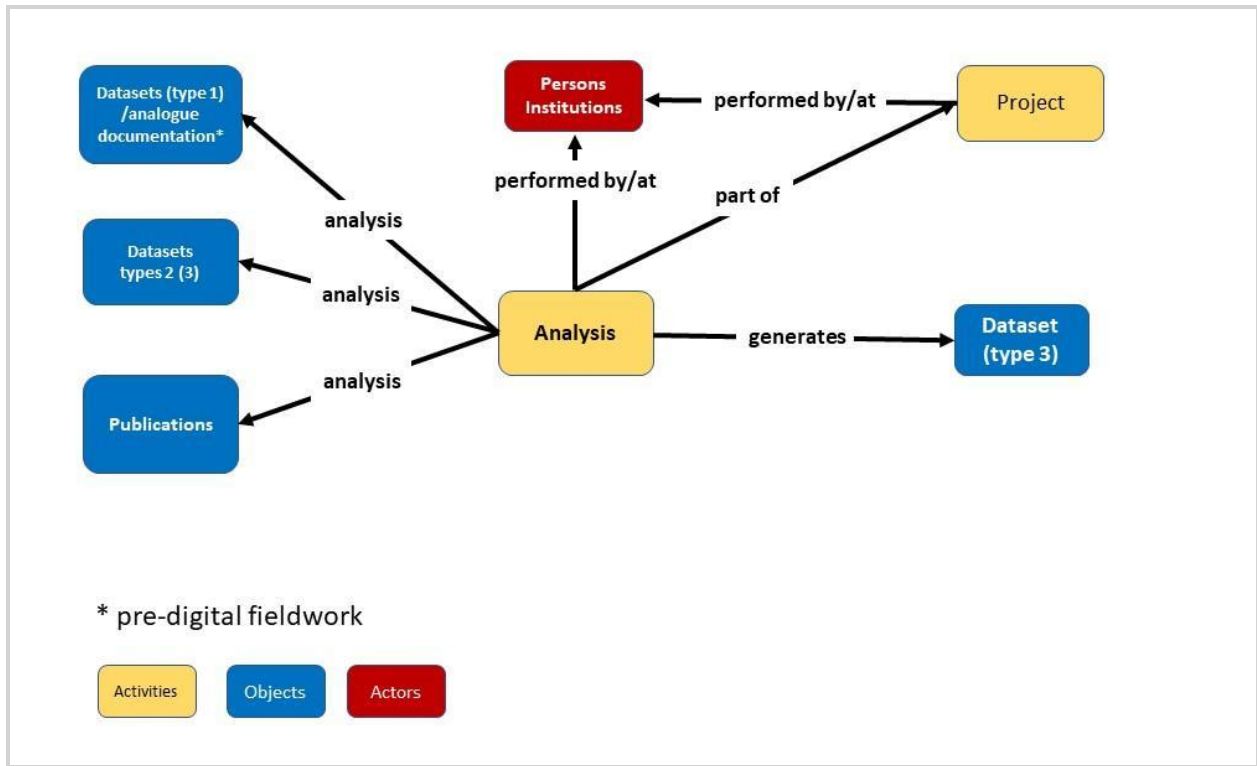 Datasets (type 1)
/analogue
documentation*
Persons
Institutions
performed by/at
Project
performed by/at
part of
analysis
Datasets
types 2 (3)
analysis
Analysis
generates
Dataset
(type 3)
analysis
Publications
* pre-digital fieldwork
Activities
Objects
Actors